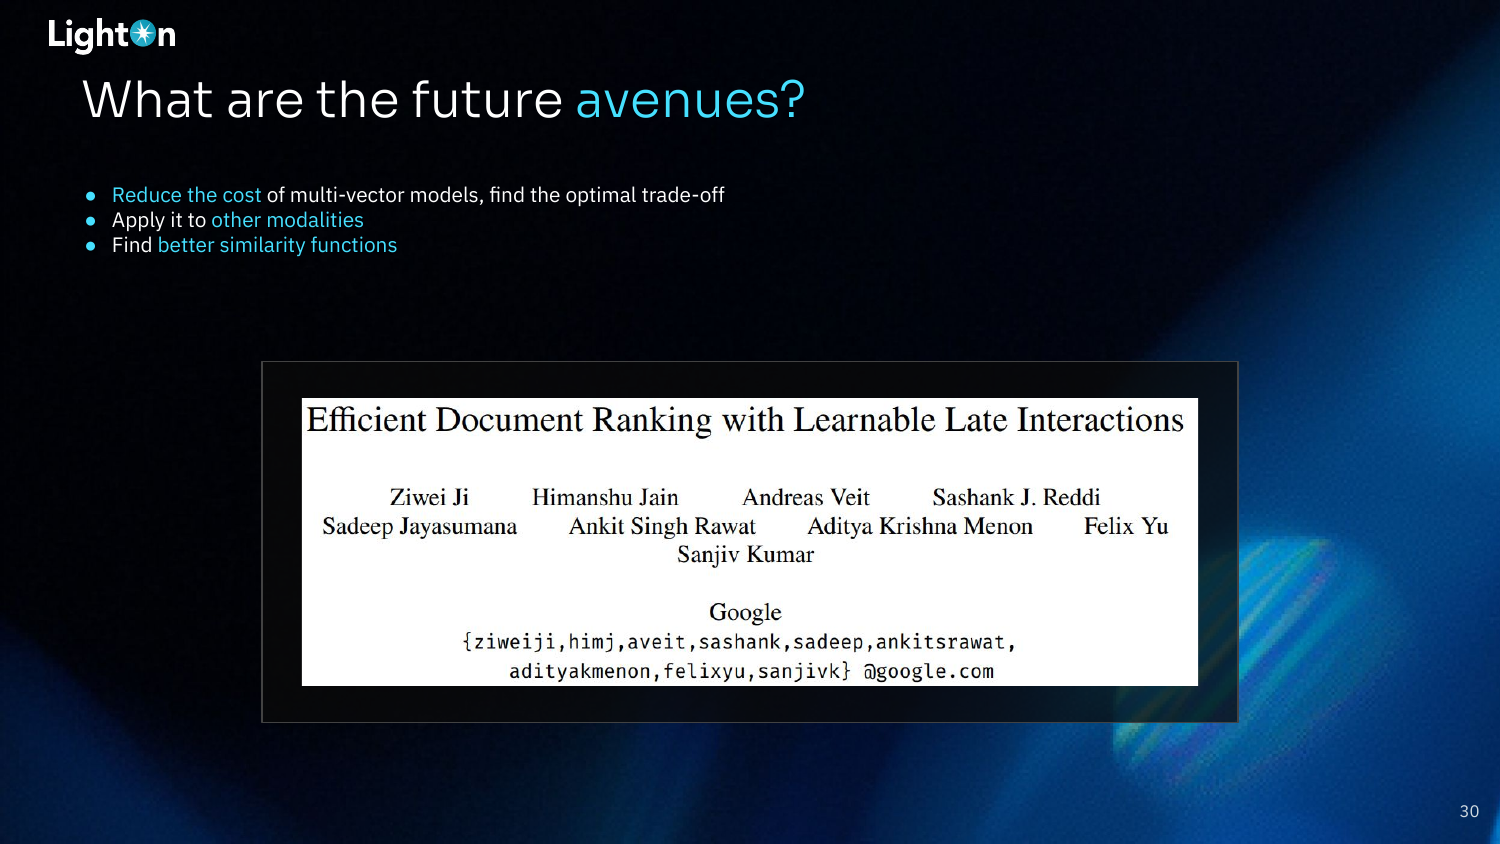 LightOn
What are the future avenues?
● Reduce the cost of multi-vector models, find the optimal trade-off
● Apply it to other modalities
● Find better similarity functions
Efficient Document Ranking with Learnable Late Interactions
Ziwei Ji Himanshu Jain Andreas Veit Sashank J. Reddi
Sadeep Jayasumana Ankit Singh Rawat Aditya Krishna Menon Felix Yu
Sanjiv Kumar
Google
{ziweiji,himj,aveit,sashank,sadeep,ankitsrawat,
adityakmenon,felixyu,sanjivk} @google.com
30